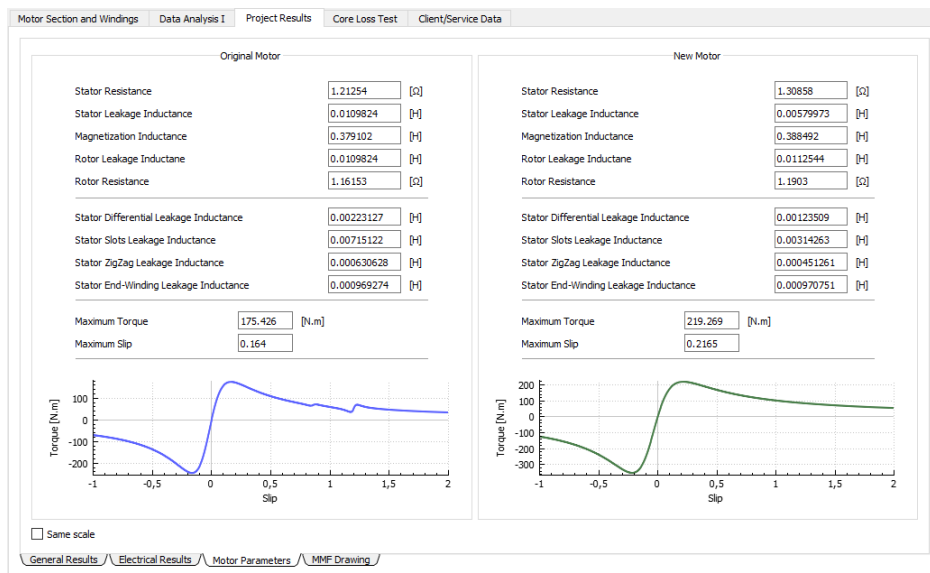 Motor Section and Windings Data Analysis I Project Results Core Loss Test Client/Service Data
Original Motor
Stator Resistance 1.21254 [Ω]
Stator Leakage Inductance 0.0109824 [H]
Magnetization Inductance 0.379102 [H]
Rotor Leakage Inductane 0.0109824 [H]
Rotor Resistance 1.16153 [Ω]
Stator Differential Leakage Inductance 0.00223127 [H]
Stator Slots Leakage Inductance 0.00715122 [H]
Stator ZigZag Leakage Inductance 0.000630628 [H]
Stator End-Winding Leakage Inductance 0.000969274 [H]
Maximum Torque 175.426 [N.m]
Maximum Slip 0.164
Torque [N.m]
100
0
-100
-200
-1 -0,5 0 0,5 1 1,5 2
Slip
New Motor
Stator Resistance 1.30858 [Ω]
Stator Leakage Inductance 0.00579973 [H]
Magnetization Inductance 0.388492 [H]
Rotor Leakage Inductane 0.0112544 [H]
Rotor Resistance 1.1903 [Ω]
Stator Differential Leakage Inductance 0.00123509 [H]
Stator Slots Leakage Inductance 0.00314263 [H]
Stator ZigZag Leakage Inductance 0.000451261 [H]
Stator End-Winding Leakage Inductance 0.000970751 [H]
Maximum Torque 219.269 [N.m]
Maximum Slip 0.2165
Torque [N.m]
200
100
0
-100
-200
-300
-1 -0,5 0 0,5 1 1,5 2
Slip
Same scale
General Results Electrical Results Motor Parameters MMF Drawing